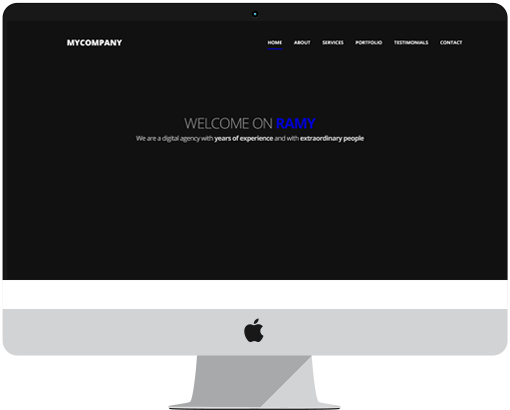 MYCOMPANY
HOME ABOUT SERVICES PORTFOLIO TESTIMONIALS CONTACT
WELCOME ON RAMY
We are a digital agency with years of experience and with extraordinary people